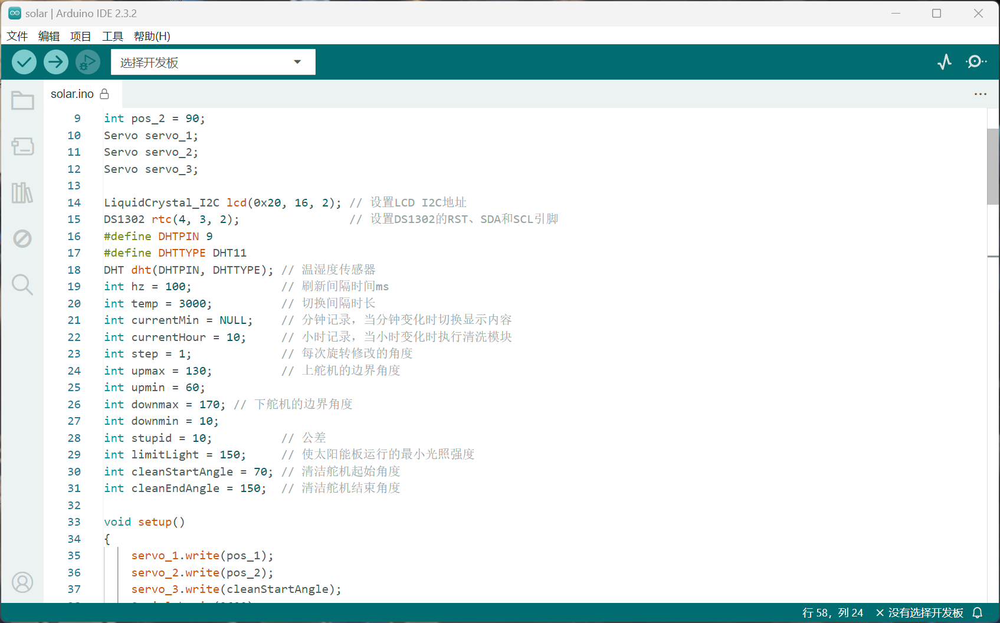 solar | Arduino IDE 2.3.2
文件 编辑 项目 工具 帮助(H)
选择开发板
solar.ino
9 int pos_2 = 90;
10 Servo servo_1;
11 Servo servo_2;
12 Servo servo_3;
13
14 LiquidCrystal_I2C lcd(0x20, 16, 2); // 设置LCD I2C地址
15 DS1302 rtc(4, 3, 2); // 设置DS1302的RST、SDA和SCL引脚
16 #define DHTPIN 9
17 #define DHTTYPE DHT11
18 DHT dht(DHTPIN, DHTTYPE); // 温湿度传感器
19 int hz = 100; // 刷新间隔时间ms
20 int temp = 3000; // 切换间隔时长
21 int currentMin = NULL; // 分钟记录，当分钟变化时切换显示内容
22 int currentHour = 10; // 小时记录，当小时变化时执行清洗模块
23 int step = 1; // 每次旋转修改的角度
24 int upmax = 130; // 上舵机的边界角度
25 int upmin = 60;
26 int downmax = 170; // 下舵机的边界角度
27 int downmin = 10;
28 int stupid = 10; // 公差
29 int limitLight = 150; // 使太阳能板运行的最小光照强度
30 int cleanStartAngle = 70; // 清洁舵机起始角度
31 int cleanEndAngle = 150; // 清洁舵机结束角度
32
33 void setup()
34 {
35 servo_1.write(pos_1);
36 servo_2.write(pos_2);
37 servo_3.write(cleanStartAngle);
行 58，列 24 × 没有选择开发板